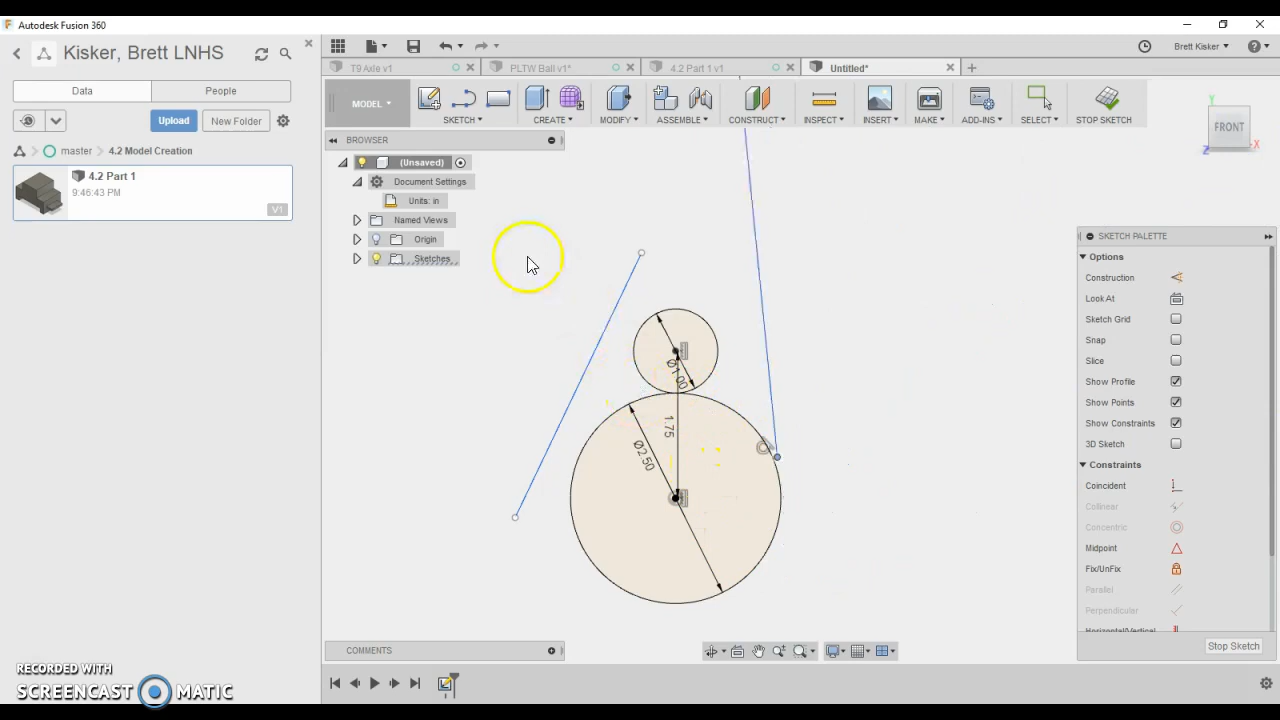 Autodesk Fusion 360
Kisker, Brett LNHS
Data
People
Upload
New Folder
master
4.2 Model Creation
4.2 Part 1
9:46:43 PM
V1
Brett Kisker
T9 Axle v1
PLTW Ball v1*
4.2 Part 1 v1
Untitled*
MODEL
SKETCH
CREATE
MODIFY
ASSEMBLE
CONSTRUCT
INSPECT
INSERT
MAKE
ADD-INS
SELECT
STOP SKETCH
BROWSER
(Unsaved)
Document Settings
Units: in
Named Views
Origin
Sketches
Y
FRONT
X
Z
Ø1.00
1.75
Ø2.50
SKETCH PALETTE
Options
Construction
Look At
Sketch Grid
Snap
Slice
Show Profile
Show Points
Show Constraints
3D Sketch
Constraints
Coincident
Collinear
Concentric
Midpoint
Fix/UnFix
Parallel
Perpendicular
Horizontal/Vertical
Stop Sketch
COMMENTS
RECORDED WITH
SCREENCAST MATIC